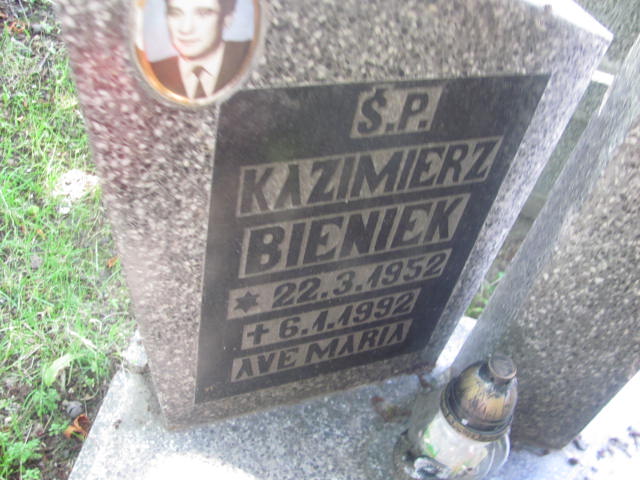 Ś.P.
KAZIMIERZ
BIENIEK
✶ 22.3.1952
+ 6.1.1992
AVE MARIA